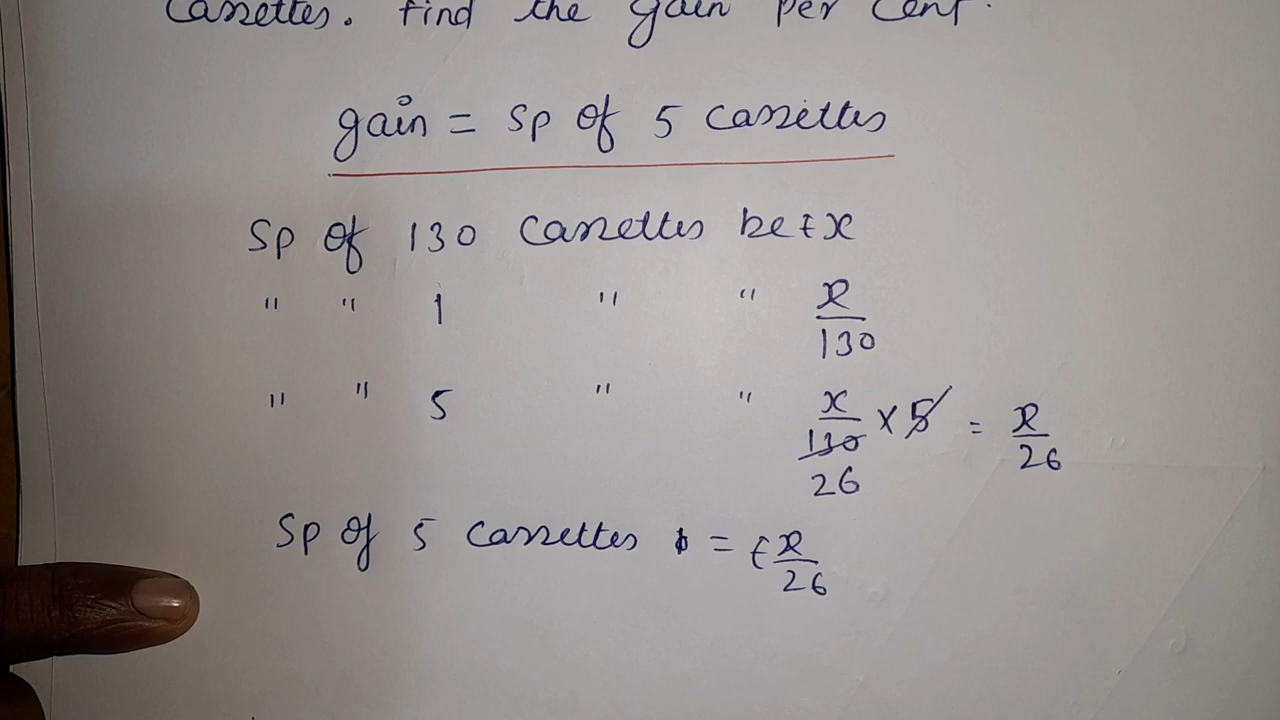 Cassettes. Find the gain per cent.
gain = SP of 5 cassettes
SP of 130 cassettes be ₹ x
" " 1 " " x/130
" " 5 " " x/130 × 5 = x/26
26
SP of 5 cassettes = ₹ x/26